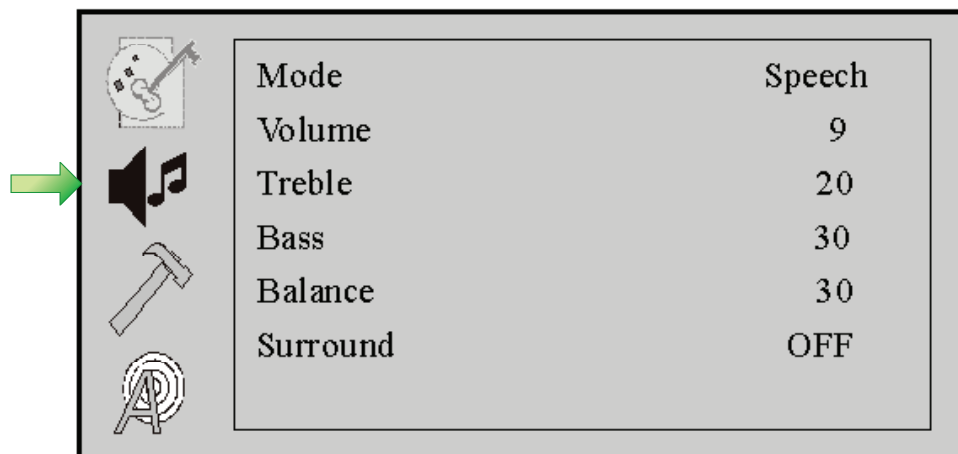 Mode Speech
Volume 9
Treble 20
Bass 30
Balance 30
Surround OFF